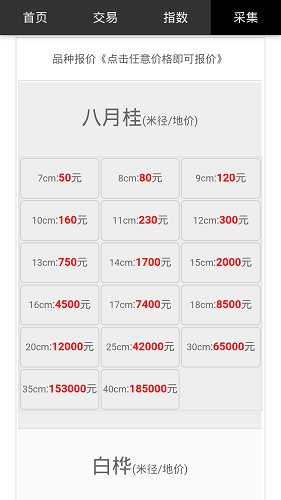 首页 交易 指数 采集
品种报价《点击任意价格即可报价》
八月桂(米径/地价)
7cm:50元 8cm:80元 9cm:120元
10cm:160元 11cm:230元 12cm:300元
13cm:750元 14cm:1700元 15cm:2000元
16cm:4500元 17cm:7400元 18cm:8500元
20cm:12000元 25cm:42000元 30cm:65000元
35cm:153000元 40cm:185000元
白桦(米径/地价)